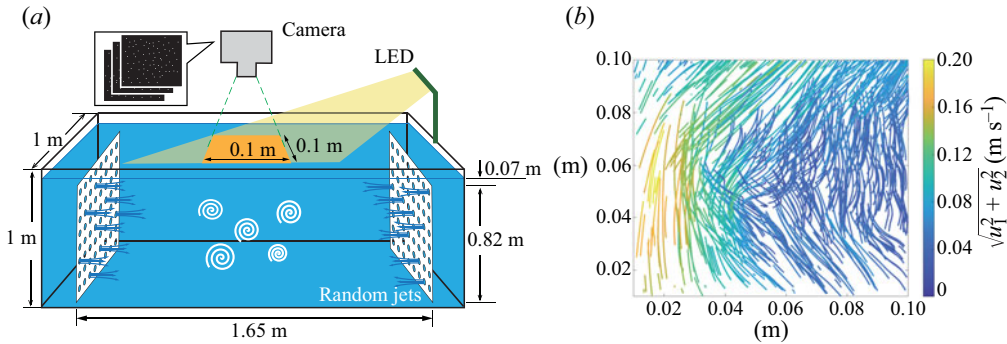 (a)
Camera
LED
1 m
0.1 m
0.1 m
0.07 m
1 m
0.82 m
Random jets
1.65 m
(b)
0.10
0.08
0.06
(m)
0.04
0.02
0.02 0.04 0.06 0.08 0.10
(m)
0.20
0.16
0.12
0.08
0.04
0
√u₁² + u₂² (m s⁻¹)